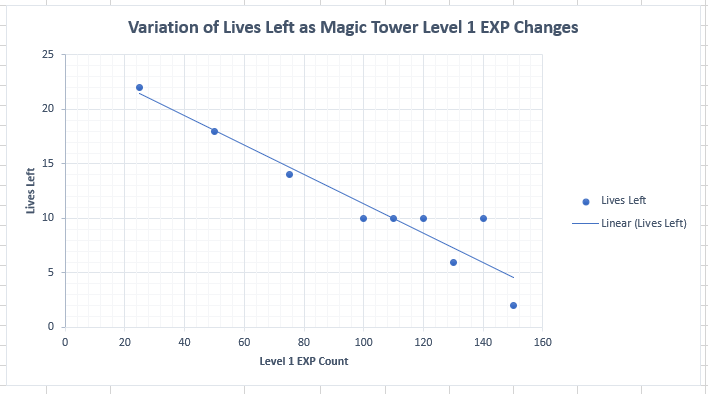 Variation of Lives Left as Magic Tower Level 1 EXP Changes
25
20
15
10
5
0
Lives Left
0 20 40 60 80 100 120 140 160
Level 1 EXP Count
Lives Left
Linear (Lives Left)